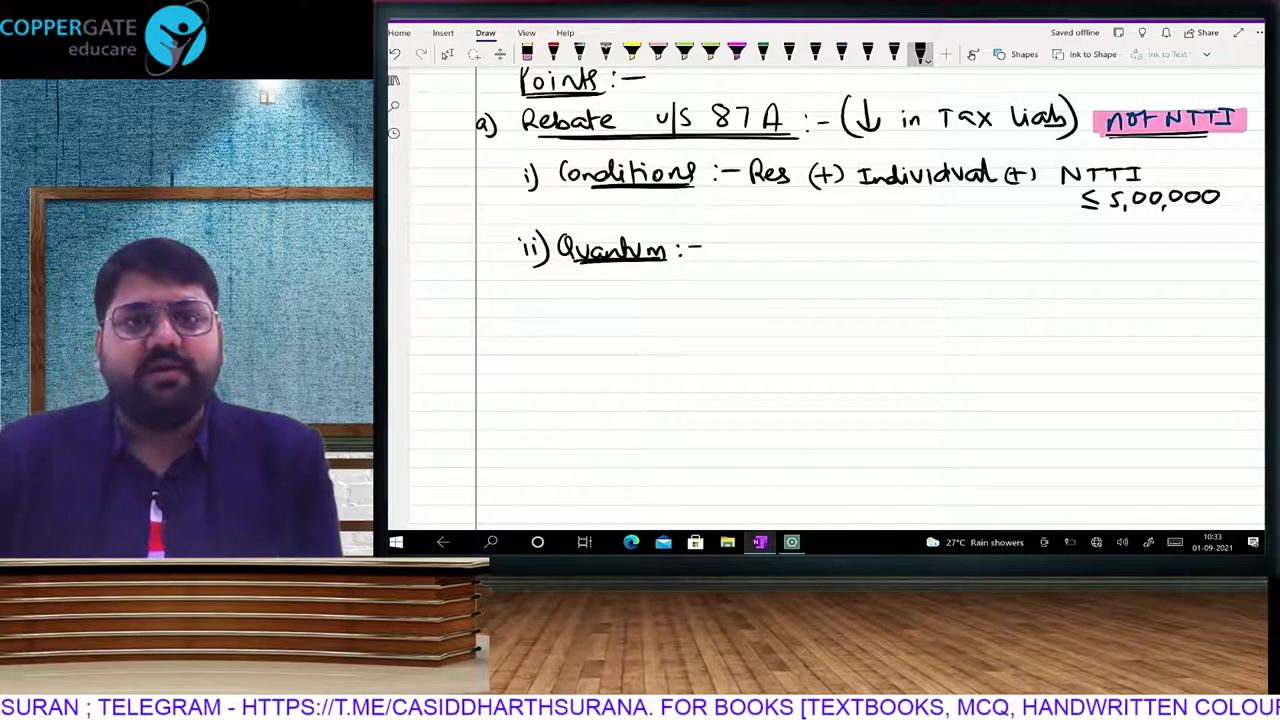 COPPERGATE
educare
Home Insert Draw View Help
Saved offline
Share
Shapes
Ink to Shape
Ink to Text
Points :-
a) Rebate u/s 87A :- (↓ in Tax liab) not NTTI
i) Conditions :- Res (+) Individual (+) NTTI
≤ 5,00,000
ii) Quantum :-
27°C Rain showers
10:33
01-09-2021
SURAN ; TELEGRAM - HTTPS://T.ME/CASIDDHARTHSURANA. FOR BOOKS [TEXTBOOKS, MCQ, HANDWRITTEN COLOU